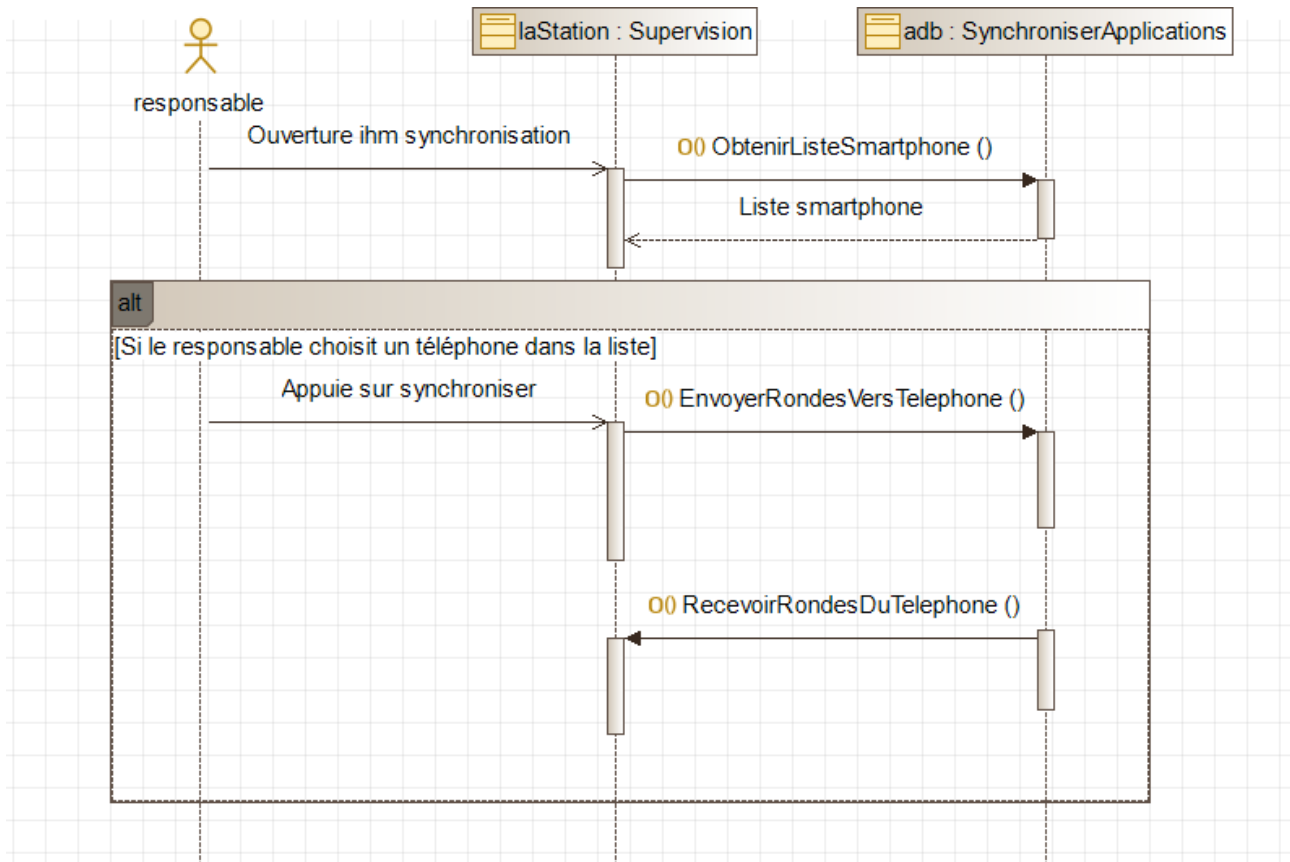 laStation : Supervision
adb : SynchroniserApplications
responsable
Ouverture ihm synchronisation
O() ObtenirListeSmartphone ()
Liste smartphone
alt
[Si le responsable choisit un téléphone dans la liste]
Appuie sur synchroniser
O() EnvoyerRondesVersTelephone ()
O() RecevoirRondesDuTelephone ()